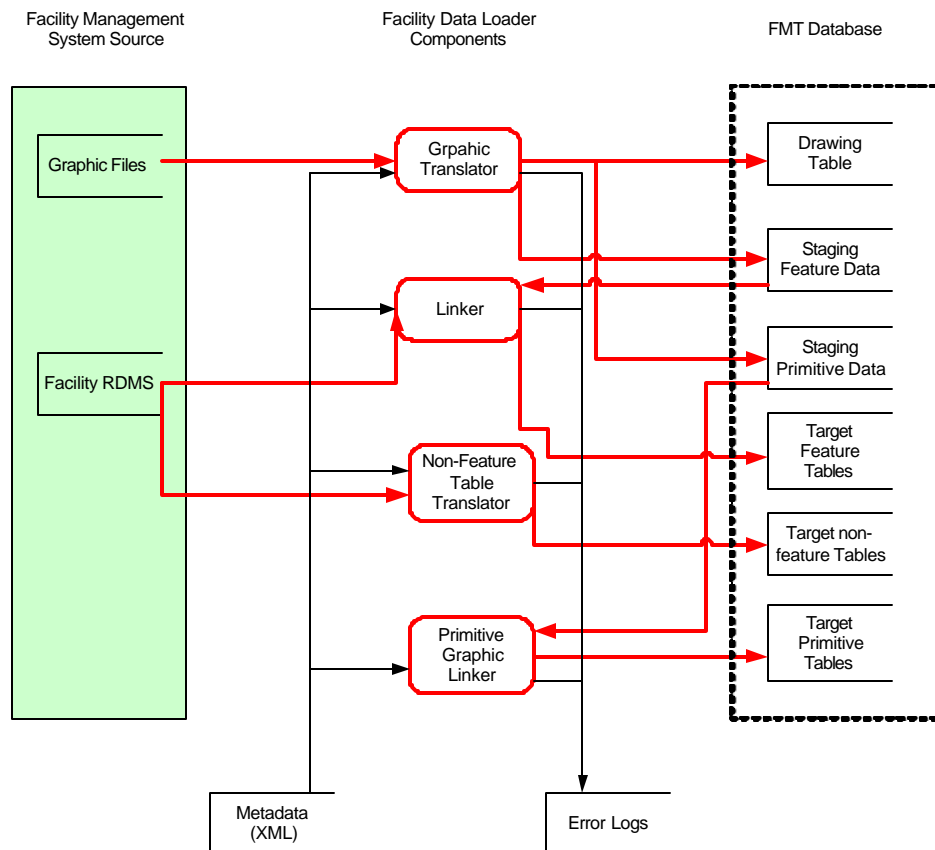 Facility Management
System Source
Facility Data Loader
Components
FMT Database
Graphic Files
Grpahic
Translator
Drawing
Table
Staging
Feature Data
Linker
Facility RDMS
Staging
Primitive Data
Non-Feature
Table
Translator
Target
Feature
Tables
Target non-
feature Tables
Primitive
Graphic
Linker
Target
Primitive
Tables
Metadata
(XML)
Error Logs